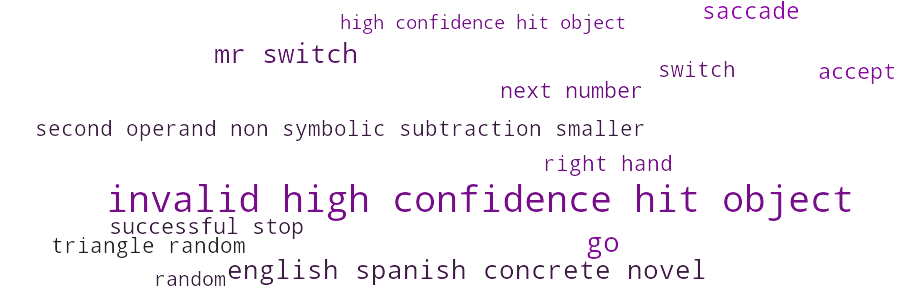 saccade
high confidence hit object
mr switch
switch
accept
next number
second operand non symbolic subtraction smaller
right hand
invalid high confidence hit object
successful stop
triangle random
go
english spanish concrete novel
random